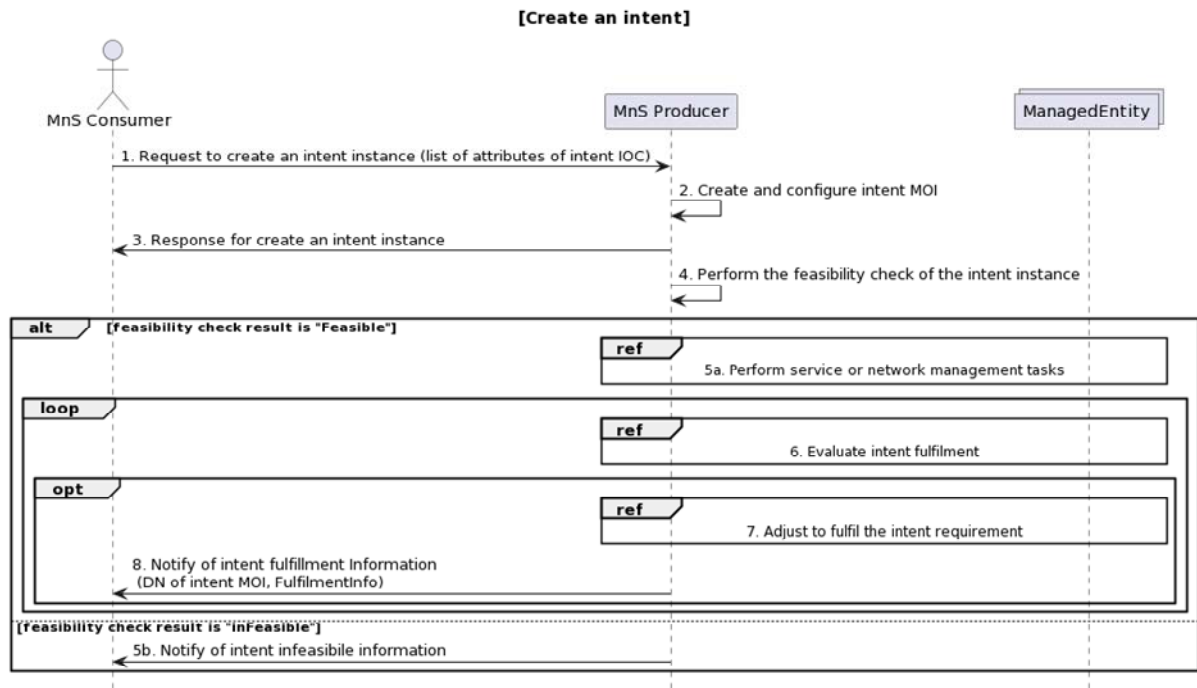 [Create an intent]
MnS Consumer
MnS Producer
ManagedEntity
1. Request to create an intent instance (list of attributes of intent IOC)
2. Create and configure intent MOI
3. Response for create an intent instance
4. Perform the feasibility check of the intent instance
alt [feasibility check result is "Feasible"]
ref
5a. Perform service or network management tasks
loop
ref
6. Evaluate intent fulfilment
opt
ref
7. Adjust to fulfil the intent requirement
8. Notify of intent fulfillment Information
(DN of intent MOI, FulfilmentInfo)
[feasibility check result is "inFeasible"]
5b. Notify of intent infeasibile information